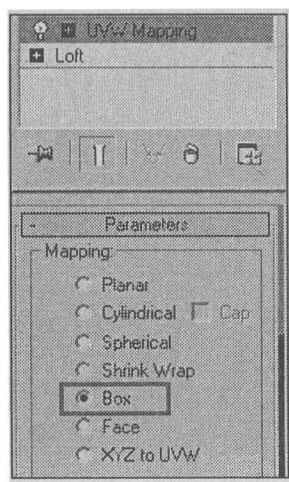 UVW Mapping
Loft
Parameters
Mapping:
Planar
Cylindrical Cap
Spherical
Shrink Wrap
Box
Face
XYZ to UVW